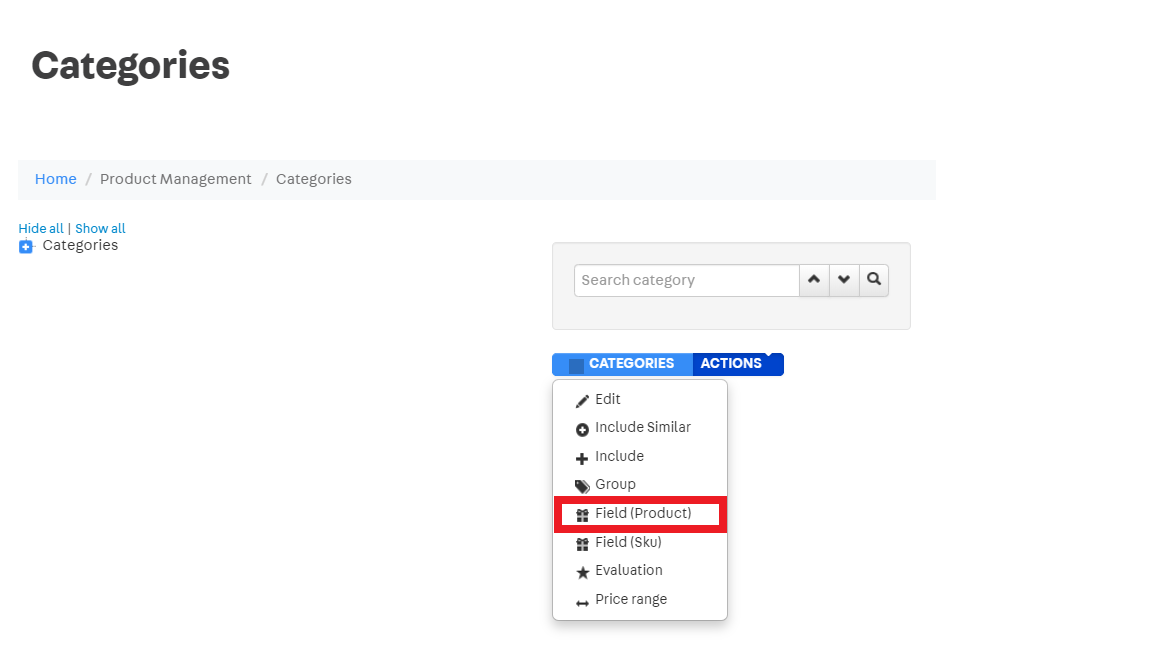 Categories
Home / Product Management / Categories
Hide all | Show all
Categories
Search category
CATEGORIES ACTIONS
Edit
Include Similar
Include
Group
Field (Product)
Field (Sku)
Evaluation
Price range